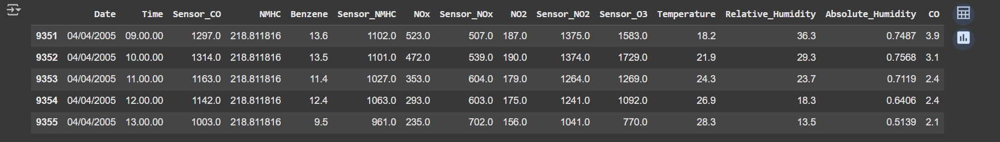 Date Time Sensor_CO NMHC Benzene Sensor_NMHC NOx Sensor_NOx NO2 Sensor_NO2 Sensor_O3 Temperature Relative_Humidity Absolute_Humidity CO
9351 04/04/2005 09.00.00 1297.0 218.811816 13.6 1102.0 523.0 507.0 187.0 1375.0 1583.0 18.2 36.3 0.7487 3.9
9352 04/04/2005 10.00.00 1314.0 218.811816 13.5 1101.0 472.0 539.0 190.0 1374.0 1729.0 21.9 29.3 0.7568 3.1
9353 04/04/2005 11.00.00 1163.0 218.811816 11.4 1027.0 353.0 604.0 179.0 1264.0 1269.0 24.3 23.7 0.7119 2.4
9354 04/04/2005 12.00.00 1142.0 218.811816 12.4 1063.0 293.0 603.0 175.0 1241.0 1092.0 26.9 18.3 0.6406 2.4
9355 04/04/2005 13.00.00 1003.0 218.811816 9.5 961.0 235.0 702.0 156.0 1041.0 770.0 28.3 13.5 0.5139 2.1